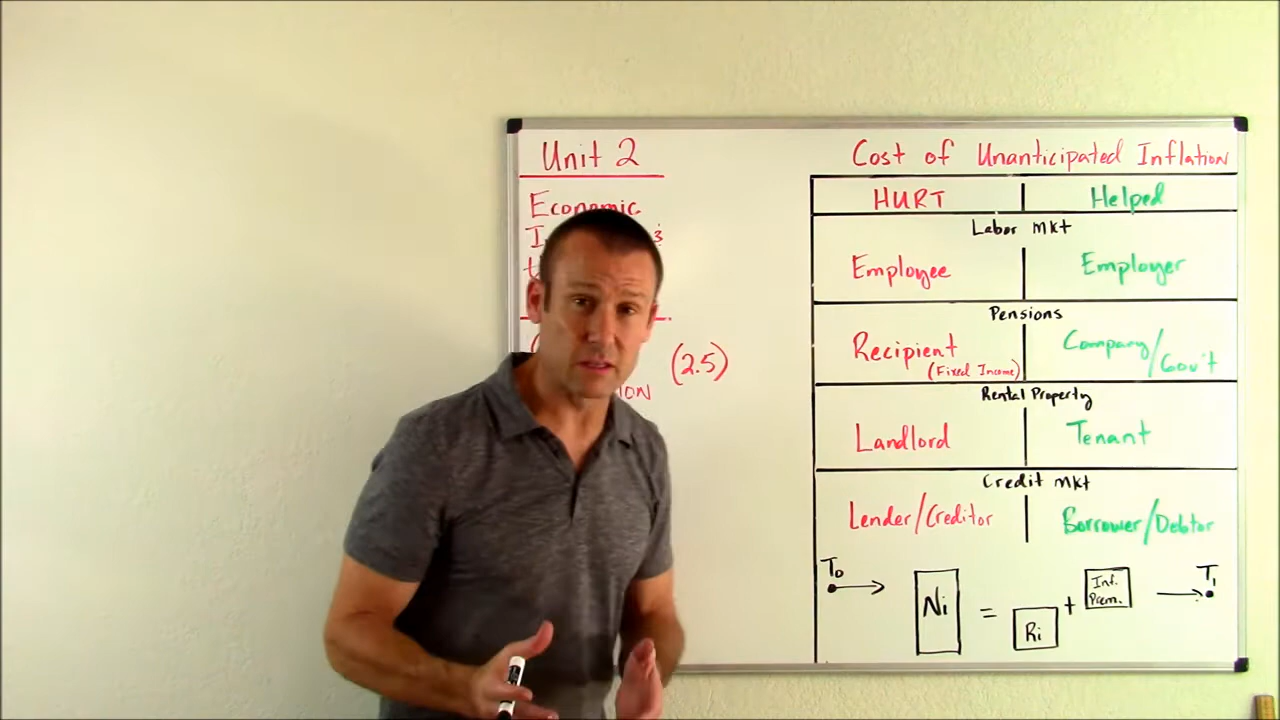 Unit 2
Economic
(2.5)
Cost of Unanticipated Inflation
HURT Helped
Labor Mkt
Employee Employer
Pensions
Recipient (Fixed Income) Company/Gov't
Rental Property
Landlord Tenant
Credit Mkt
Lender/Creditor Borrower/Debtor
T0 Ni = Ri + Inf. Prem. T1